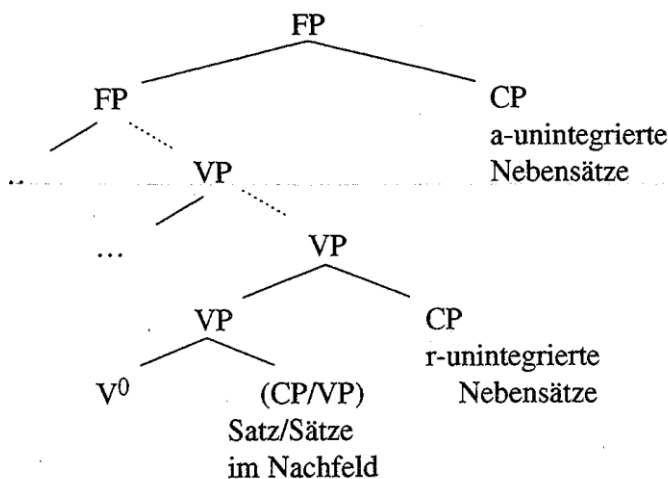 FP
FP CP
a-unintegrierte
.. VP Nebensätze
... VP
VP CP
r-unintegrierte
V⁰ (CP/VP) Nebensätze
Satz/Sätze
im Nachfeld